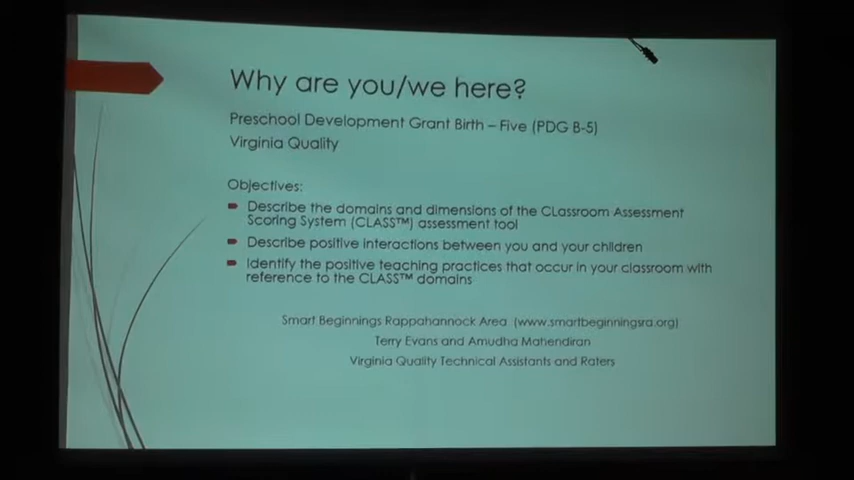 Why are you/we here?
Preschool Development Grant Birth – Five (PDG B-5)
Virginia Quality
Objectives:
Describe the domains and dimensions of the CLassroom Assessment
Scoring System (CLASS™) assessment tool
Describe positive interactions between you and your children
Identify the positive teaching practices that occur in your classroom with
reference to the CLASS™ domains
Smart Beginnings Rappahannock Area (www.smartbeginningsra.org)
Terry Evans and Amudha Mahendiran
Virginia Quality Technical Assistants and Raters